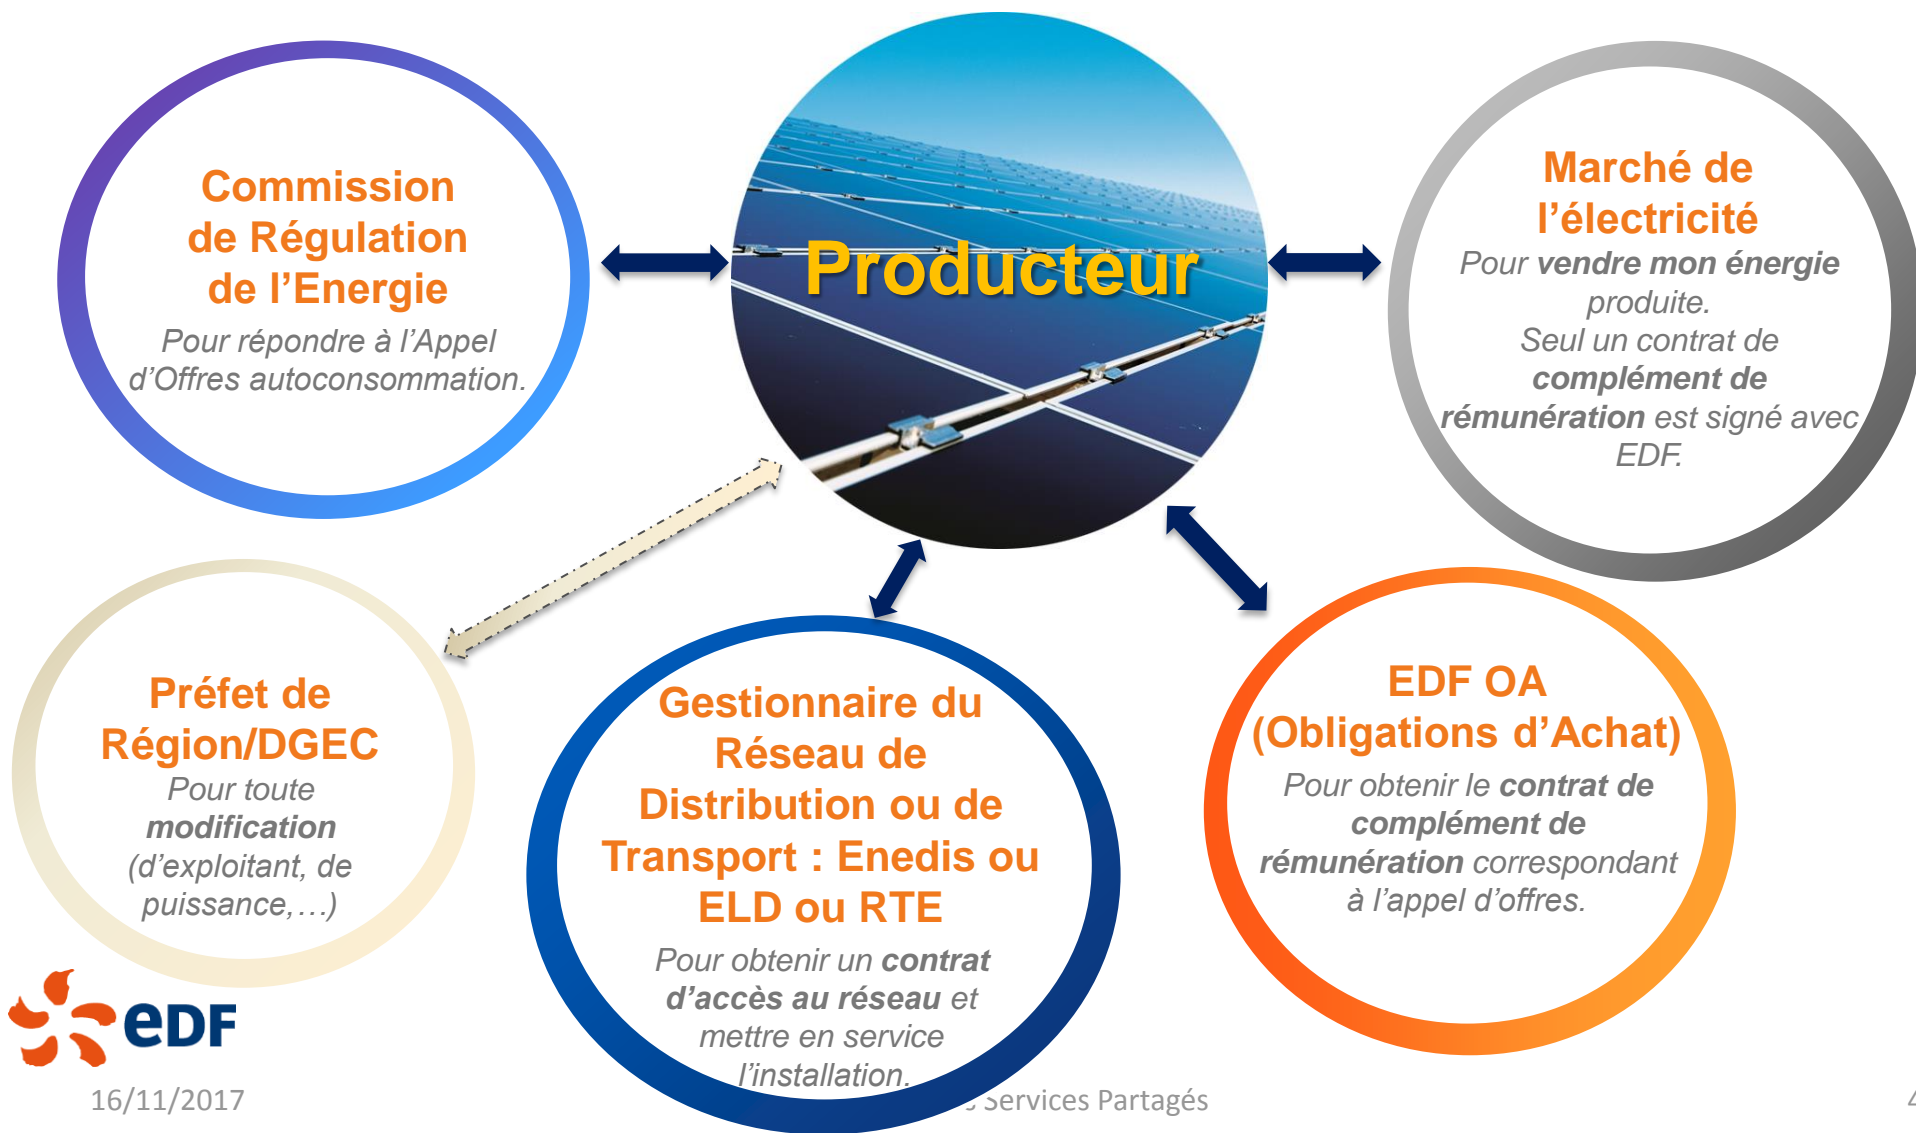 Commission
de Régulation
de l’Energie
Pour répondre à l’Appel
d’Offres autoconsommation.
Producteur
Marché de
l’électricité
Pour vendre mon énergie
produite.
Seul un contrat de
complément de
rémunération est signé avec
EDF.
Préfet de
Région/DGEC
Pour toute
modification
(d’exploitant, de
puissance,…)
Gestionnaire du
Réseau de
Distribution ou de
Transport : Enedis ou
ELD ou RTE
Pour obtenir un contrat
d’accès au réseau et
mettre en service
l’installation.
EDF OA
(Obligations d’Achat)
Pour obtenir le contrat de
complément de
rémunération correspondant
à l’appel d’offres.
eDF
16/11/2017
Services Partagés
4